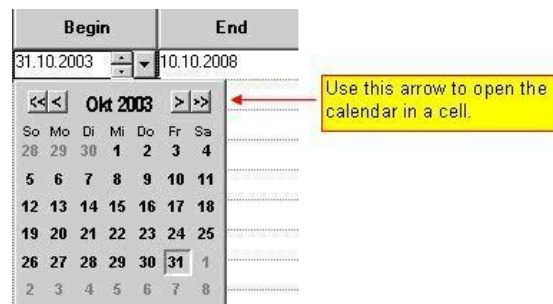 Begin End
31.10.2003 10.10.2008
<< < Okt 2003 > >>
So Mo Di Mi Do Fr Sa
28 29 30 1 2 3 4
5 6 7 8 9 10 11
12 13 14 15 16 17 18
19 20 21 22 23 24 25
26 27 28 29 30 31 1
2 3 4 5 6 7 8
Use this arrow to open the
calendar in a cell.